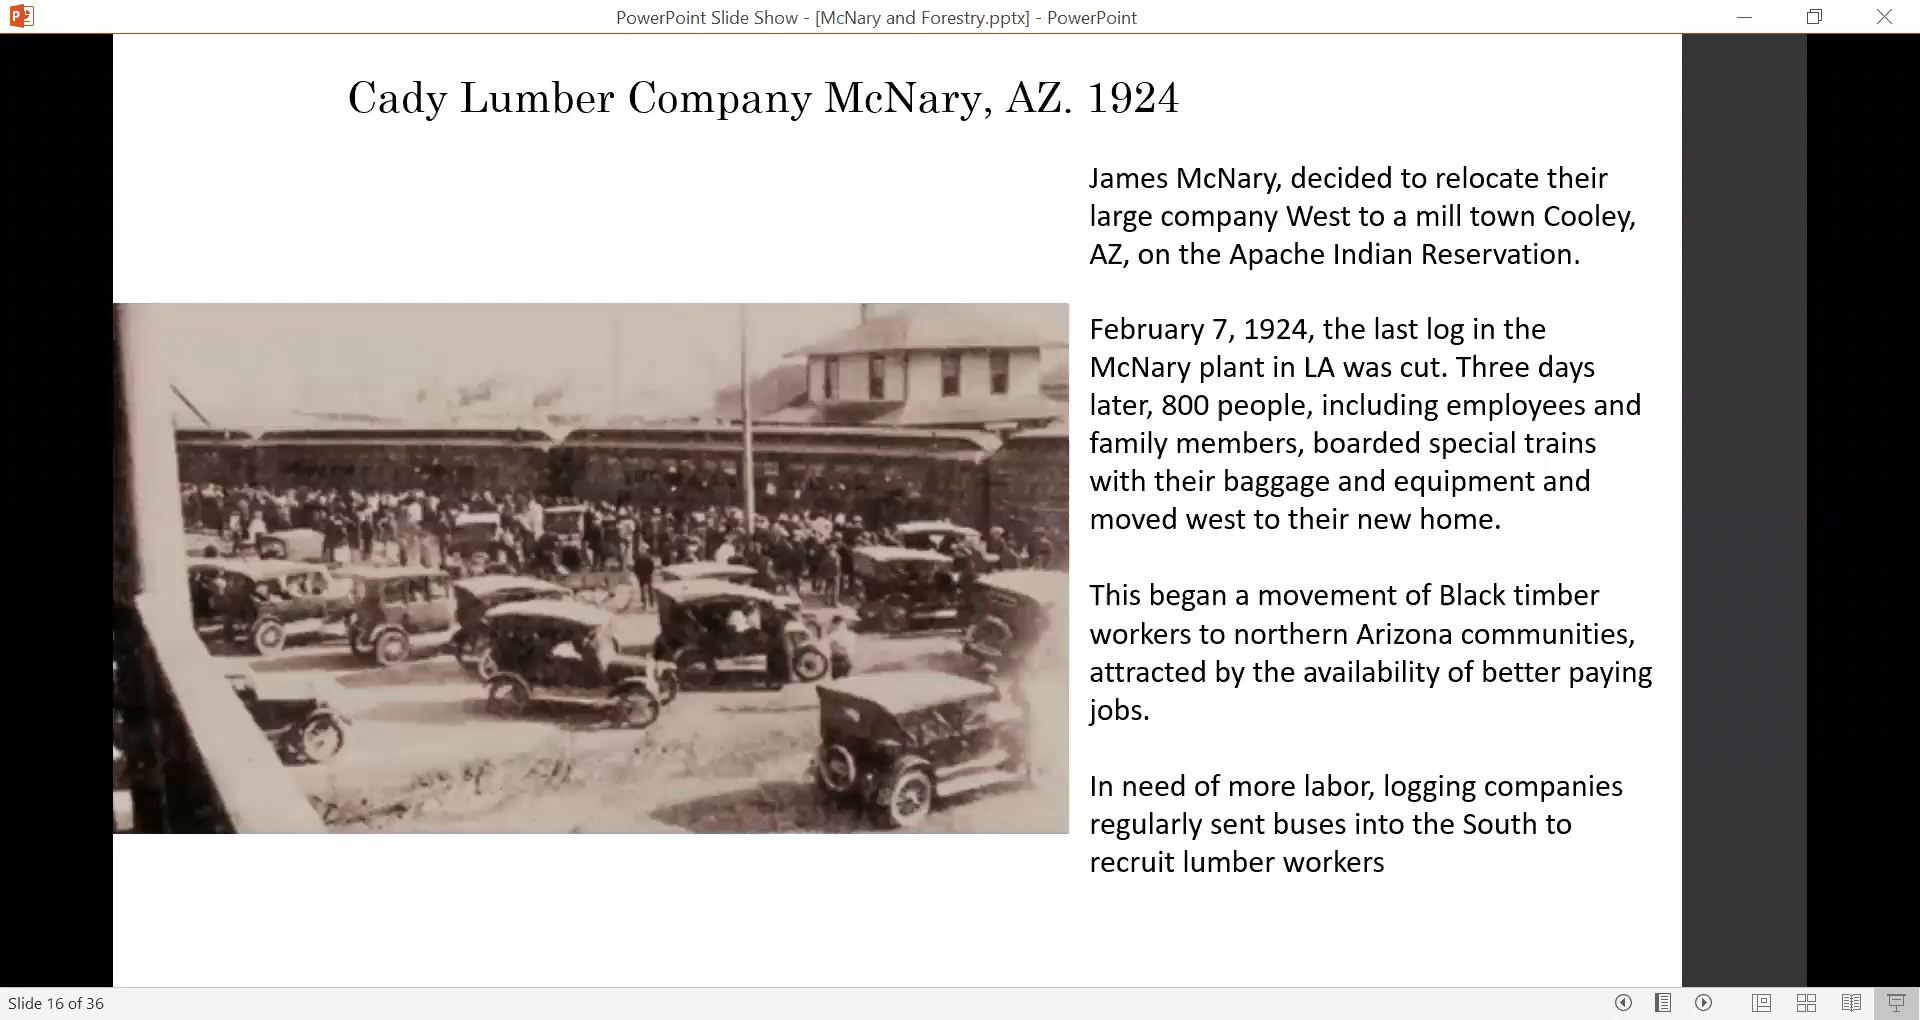 PowerPoint Slide Show - [McNary and Forestry.pptx] - PowerPoint
Cady Lumber Company McNary, AZ. 1924
James McNary, decided to relocate their
large company West to a mill town Cooley,
AZ, on the Apache Indian Reservation.
February 7, 1924, the last log in the
McNary plant in LA was cut. Three days
later, 800 people, including employees and
family members, boarded special trains
with their baggage and equipment and
moved west to their new home.
This began a movement of Black timber
workers to northern Arizona communities,
attracted by the availability of better paying
jobs.
In need of more labor, logging companies
regularly sent buses into the South to
recruit lumber workers
Slide 16 of 36